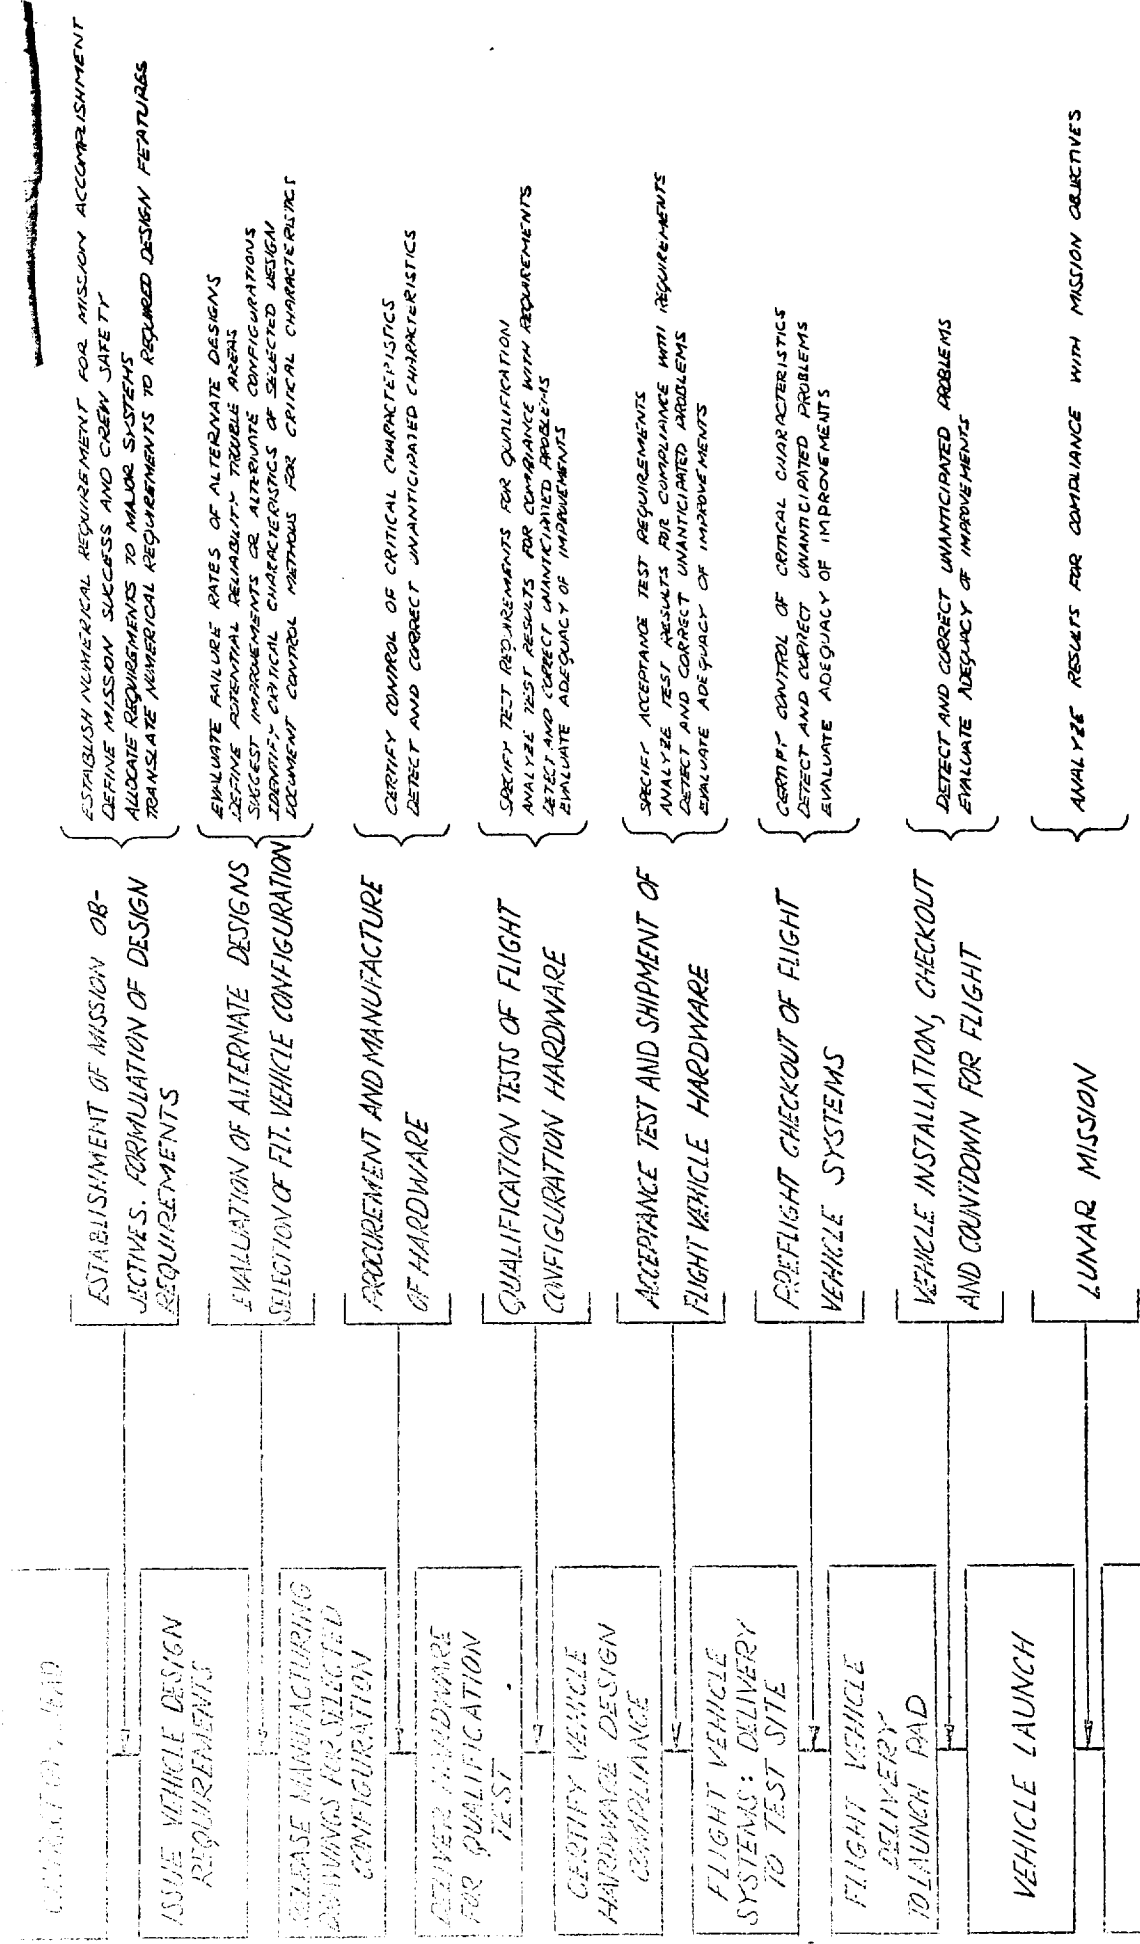 ISSUE VEHICLE DESIGN
REQUIREMENTS
RELEASE MANUFACTURING
DRAWINGS FOR SELECTED
CONFIGURATION
DELIVER HARDWARE
FOR QUALIFICATION
TEST
CERTIFY VEHICLE
HARDWARE DESIGN
COMPLIANCE
FLIGHT VEHICLE
SYSTEMS: DELIVERY
TO TEST SITE
FLIGHT VEHICLE
DELIVERY
TO LAUNCH PAD
VEHICLE LAUNCH
ESTABLISHMENT OF MISSION OB-
JECTIVES. FORMULATION OF DESIGN
REQUIREMENTS
EVALUATION OF ALTERNATE DESIGNS
SELECTION OF FLT. VEHICLE CONFIGURATION
PROCUREMENT AND MANUFACTURE
OF HARDWARE
QUALIFICATION TESTS OF FLIGHT
CONFIGURATION HARDWARE
ACCEPTANCE TEST AND SHIPMENT OF
FLIGHT VEHICLE HARDWARE
PREFLIGHT CHECKOUT OF FLIGHT
VEHICLE SYSTEMS
VEHICLE INSTALLATION, CHECKOUT
AND COUNTDOWN FOR FLIGHT
LUNAR MISSION
ESTABLISH NUMERICAL REQUIREMENT FOR MISSION ACCOMPLISHMENT
DEFINE MISSION SUCCESS AND CREW SAFETY
ALLOCATE REQUIREMENTS TO MAJOR SYSTEMS
TRANSLATE NUMERICAL REQUIREMENTS TO REQUIRED DESIGN FEATURES
EVALUATE FAILURE RATES OF ALTERNATE DESIGNS
DEFINE POTENTIAL RELIABILITY TROUBLE AREAS
SUGGEST IMPROVEMENTS OR ALTERNATE CONFIGURATIONS
IDENTIFY CRITICAL CHARACTERISTICS OF SELECTED DESIGN
DOCUMENT CONTROL METHODS FOR CRITICAL CHARACTERISTICS
CERTIFY CONTROL OF CRITICAL CHARACTERISTICS
DETECT AND CORRECT UNANTICIPATED CHARACTERISTICS
SPECIFY TEST REQUIREMENTS FOR QUALIFICATION
ANALYZE TEST RESULTS FOR COMPLIANCE WITH REQUIREMENTS
DETECT AND CORRECT UNANTICIPATED PROBLEMS
EVALUATE ADEQUACY OF IMPROVEMENTS
SPECIFY ACCEPTANCE TEST REQUIREMENTS
ANALYZE TEST RESULTS FOR COMPLIANCE WITH REQUIREMENTS
DETECT AND CORRECT UNANTICIPATED PROBLEMS
EVALUATE ADEQUACY OF IMPROVEMENTS
CERTIFY CONTROL OF CRITICAL CHARACTERISTICS
DETECT AND CORRECT UNANTICIPATED PROBLEMS
EVALUATE ADEQUACY OF IMPROVEMENTS
DETECT AND CORRECT UNANTICIPATED PROBLEMS
EVALUATE ADEQUACY OF IMPROVEMENTS
ANALYZE RESULTS FOR COMPLIANCE WITH MISSION OBJECTIVES